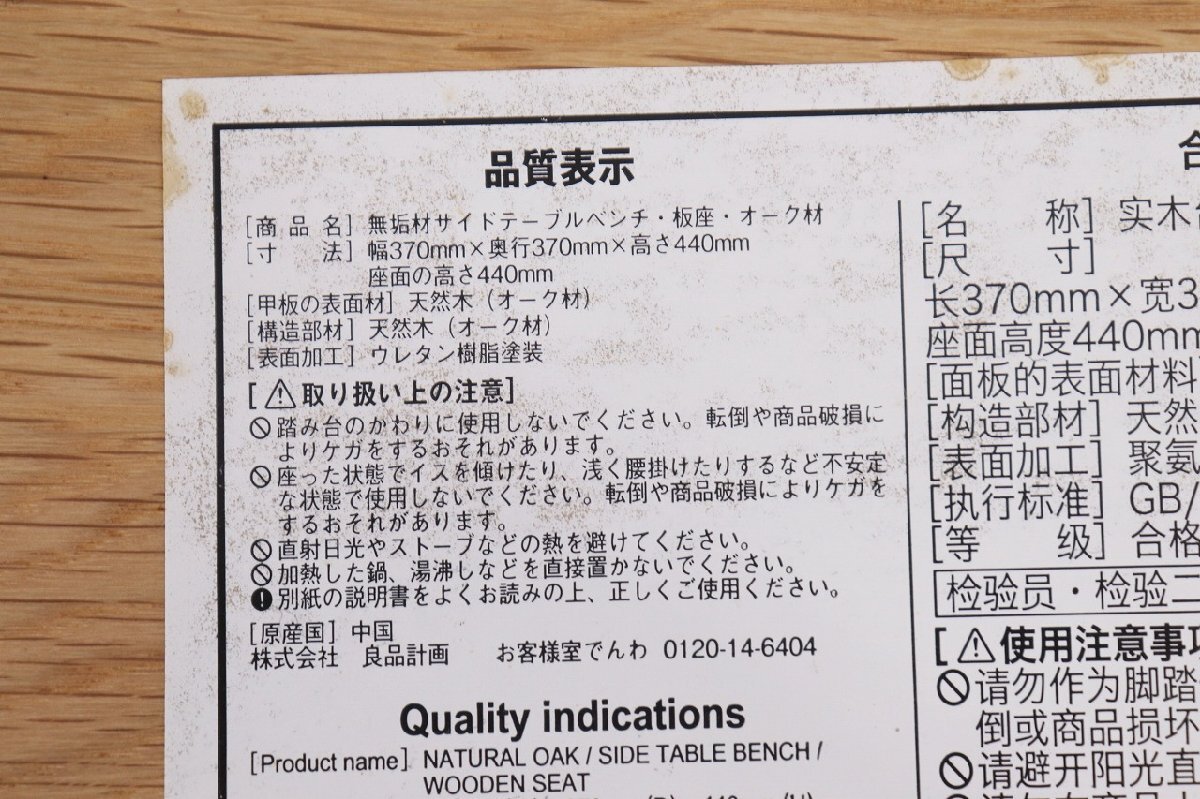 品質表示
[商品名] 無垢材サイドテーブルベンチ・板座・オーク材
[寸法] 幅370mm×奥行370mm×高さ440mm
座面の高さ440mm
[甲板の表面材] 天然木（オーク材）
[構造部材] 天然木（オーク材）
[表面加工] ウレタン樹脂塗装
[⚠取り扱い上の注意]
踏み台のかわりに使用しないでください。転倒や商品破損に
よりケガをするおそれがあります。
座った状態でイスを傾けたり、浅く腰掛けたりするなど不安定
な状態で使用しないでください。転倒や商品破損によりケガを
するおそれがあります。
直射日光やストーブなどの熱を避けてください。
加熱した鍋、湯沸しなどを直接置かないでください。
別紙の説明書をよくお読みの上、正しくご使用ください。
[原産国] 中国
株式会社 良品計画 お客様室でんわ 0120-14-6404
Quality indications
[Product name] NATURAL OAK / SIDE TABLE BENCH /
WOODEN SEAT
合
[名称] 实木
[尺寸]
长370mm×宽3
座面高度440mm
[面板的表面材料
[构造部材] 天然
[表面加工] 聚氨
[执行标准] GB/
[等级] 合格
检验员・检验二
[⚠使用注意事项
请勿作为脚踏
倒或商品损坏
请避开阳光直